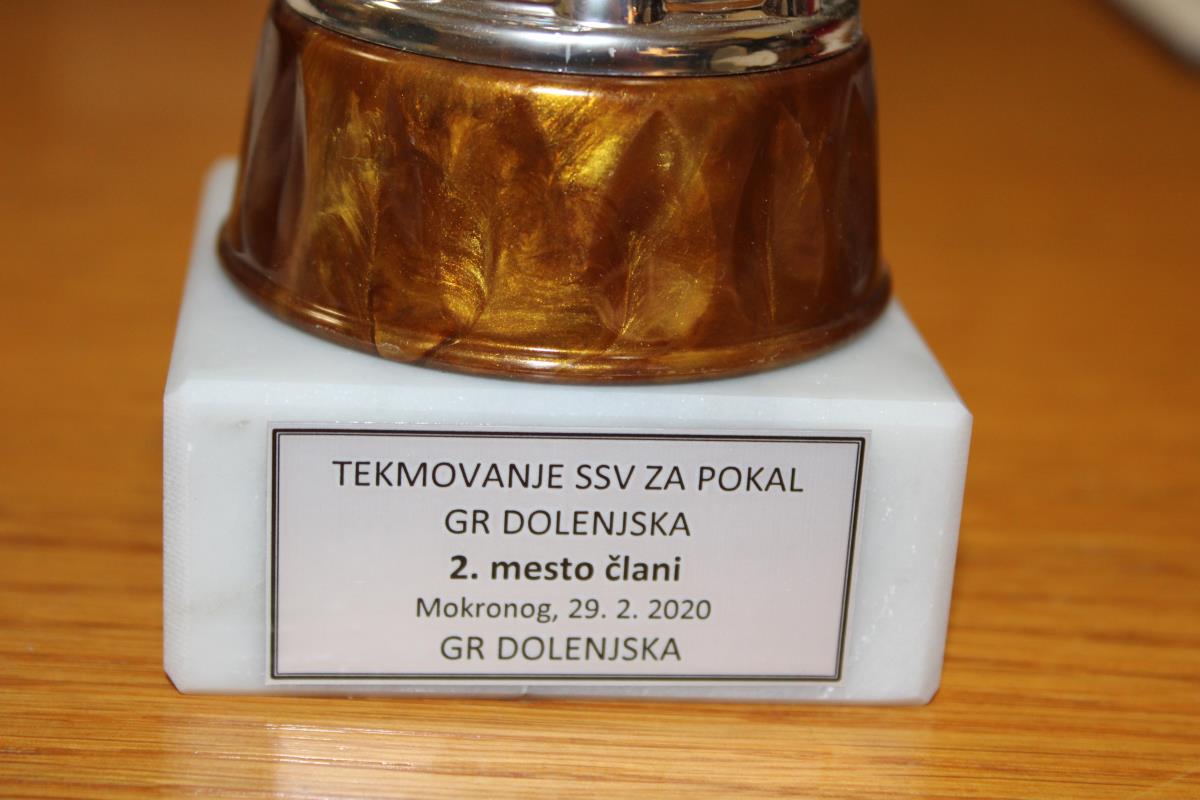 TEKMOVANJE SSV ZA POKAL
GR DOLENJSKA
2. mesto člani
Mokronog, 29. 2. 2020
GR DOLENJSKA